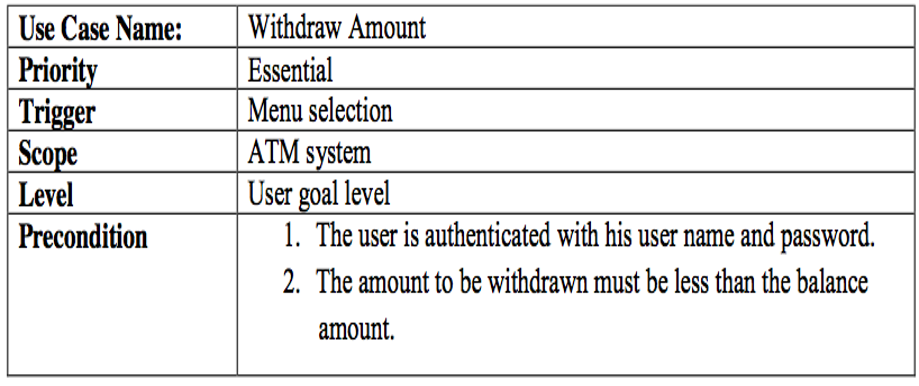 Use Case Name: Withdraw Amount
Priority Essential
Trigger Menu selection
Scope ATM system
Level User goal level
Precondition 1. The user is authenticated with his user name and password.
2. The amount to be withdrawn must be less than the balance
amount.